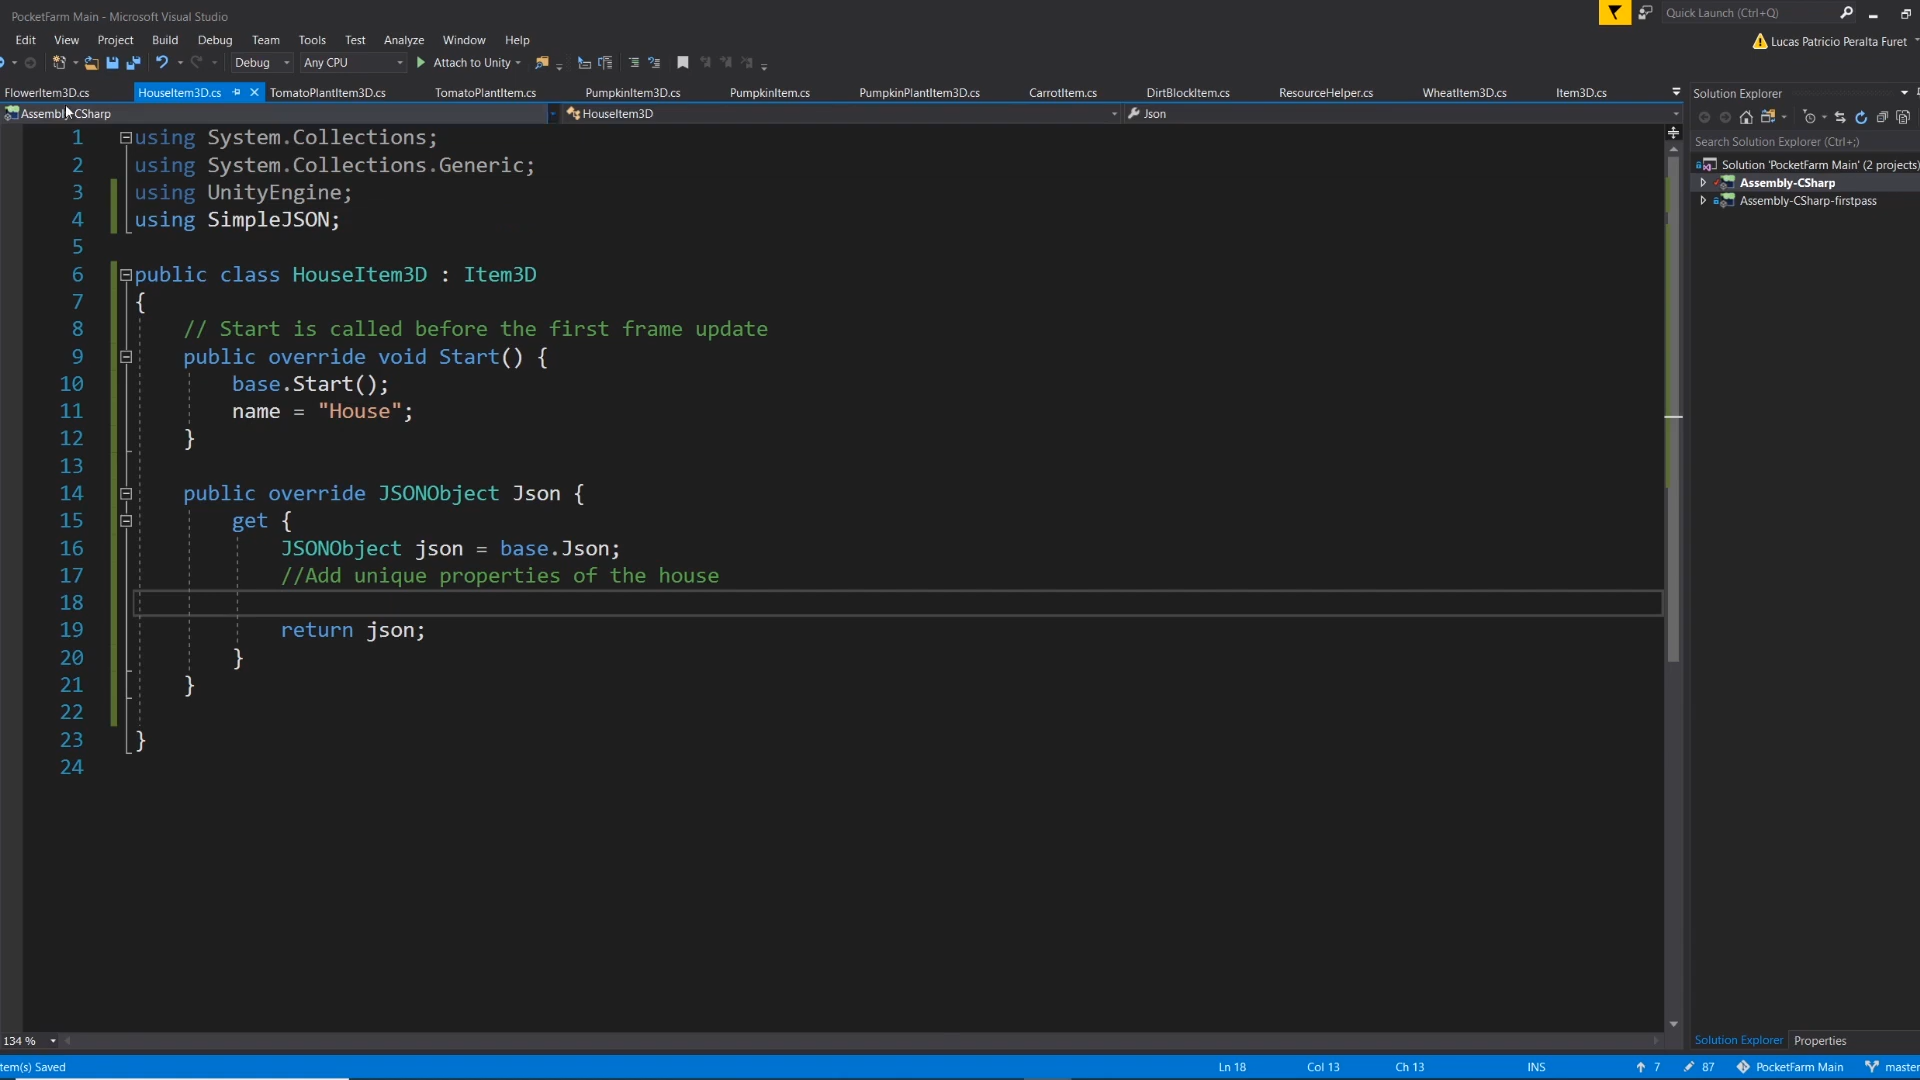 PocketFarm Main - Microsoft Visual Studio
Quick Launch (Ctrl+Q)
Edit View Project Build Debug Team Tools Test Analyze Window Help
Lucas Patricio Peralta Furet
Debug Any CPU Attach to Unity
FlowerItem3D.cs HouseItem3D.cs TomatoPlantItem3D.cs TomatoPlantItem.cs PumpkinItem3D.cs PumpkinItem.cs PumpkinPlantItem3D.cs CarrotItem.cs DirtBlockItem.cs ResourceHelper.cs WheatItem3D.cs Item3D.cs
Assembly-CSharp HouseItem3D Json
Solution Explorer
Search Solution Explorer (Ctrl+;)
Solution 'PocketFarm Main' (2 projects)
Assembly-CSharp
Assembly-CSharp-firstpass
1 using System.Collections;
2 using System.Collections.Generic;
3 using UnityEngine;
4 using SimpleJSON;
5
6 public class HouseItem3D : Item3D
7 {
8 // Start is called before the first frame update
9 public override void Start() {
10 base.Start();
11 name = "House";
12 }
13
14 public override JSONObject Json {
15 get {
16 JSONObject json = base.Json;
17 //Add unique properties of the house
18
19 return json;
20 }
21 }
22
23 }
24
134 %
Solution Explorer Properties
tem(s) Saved Ln 18 Col 13 Ch 13 INS 7 87 PocketFarm Main master